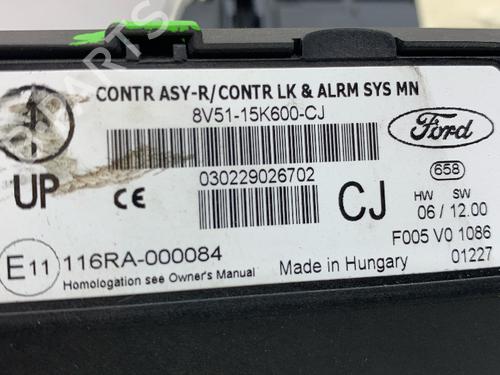 CONTR ASY-R/CONTR LK & ALRM SYS MN
8V51-15K600-CJ
Ford
658
UP
CE
030229026702
CJ
HW SW
06 / 12.00
F005 V0 1086
01227
E11
116RA-000084
Homologation see Owner's Manual
Made in Hungary